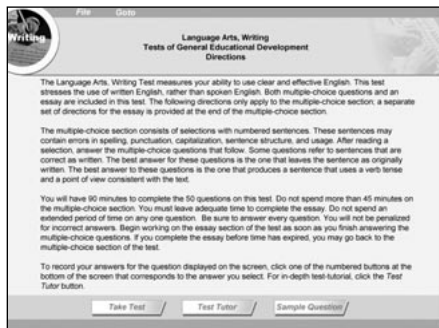 File Goto
Writing
Language Arts, Writing
Tests of General Educational Development
Directions
The Language Arts, Writing Test measures your ability to use clear and effective English. This test
stresses the use of written English, rather than spoken English. Both multiple-choice questions and an
essay are included in this test. The following directions only apply to the multiple-choice section; a separate
set of directions for the essay is provided at the end of the multiple-choice section.
The multiple-choice section consists of selections with numbered sentences. These sentences may
contain errors in spelling, punctuation, capitalization, sentence structure, and usage. After reading a
selection, answer the multiple-choice questions that follow. Some questions refer to sentences that are
correct as written. The best answer for these questions is the one that leaves the sentence as originally
written. The best answer to these questions is the one that produces a sentence that uses a verb tense
and a point of view consistent with the text.
You will have 90 minutes to complete the 50 questions on this test. Do not spend more than 45 minutes on
the multiple-choice section. You must leave adequate time to complete the essay. Do not spend an
extended period of time on any one question. Be sure to answer every question. You will not be penalized
for incorrect answers. Begin working on the essay section of the test as soon as you finish answering the
multiple-choice questions. If you complete the essay before time has expired, you may go back to the
multiple-choice section of the test.
To record your answers for the question displayed on the screen, click one of the numbered buttons at the
bottom of the screen that corresponds to the answer you select. For in-depth test-tutorial, click the Test
Tutor button.
Take Test Test Tutor Sample Question